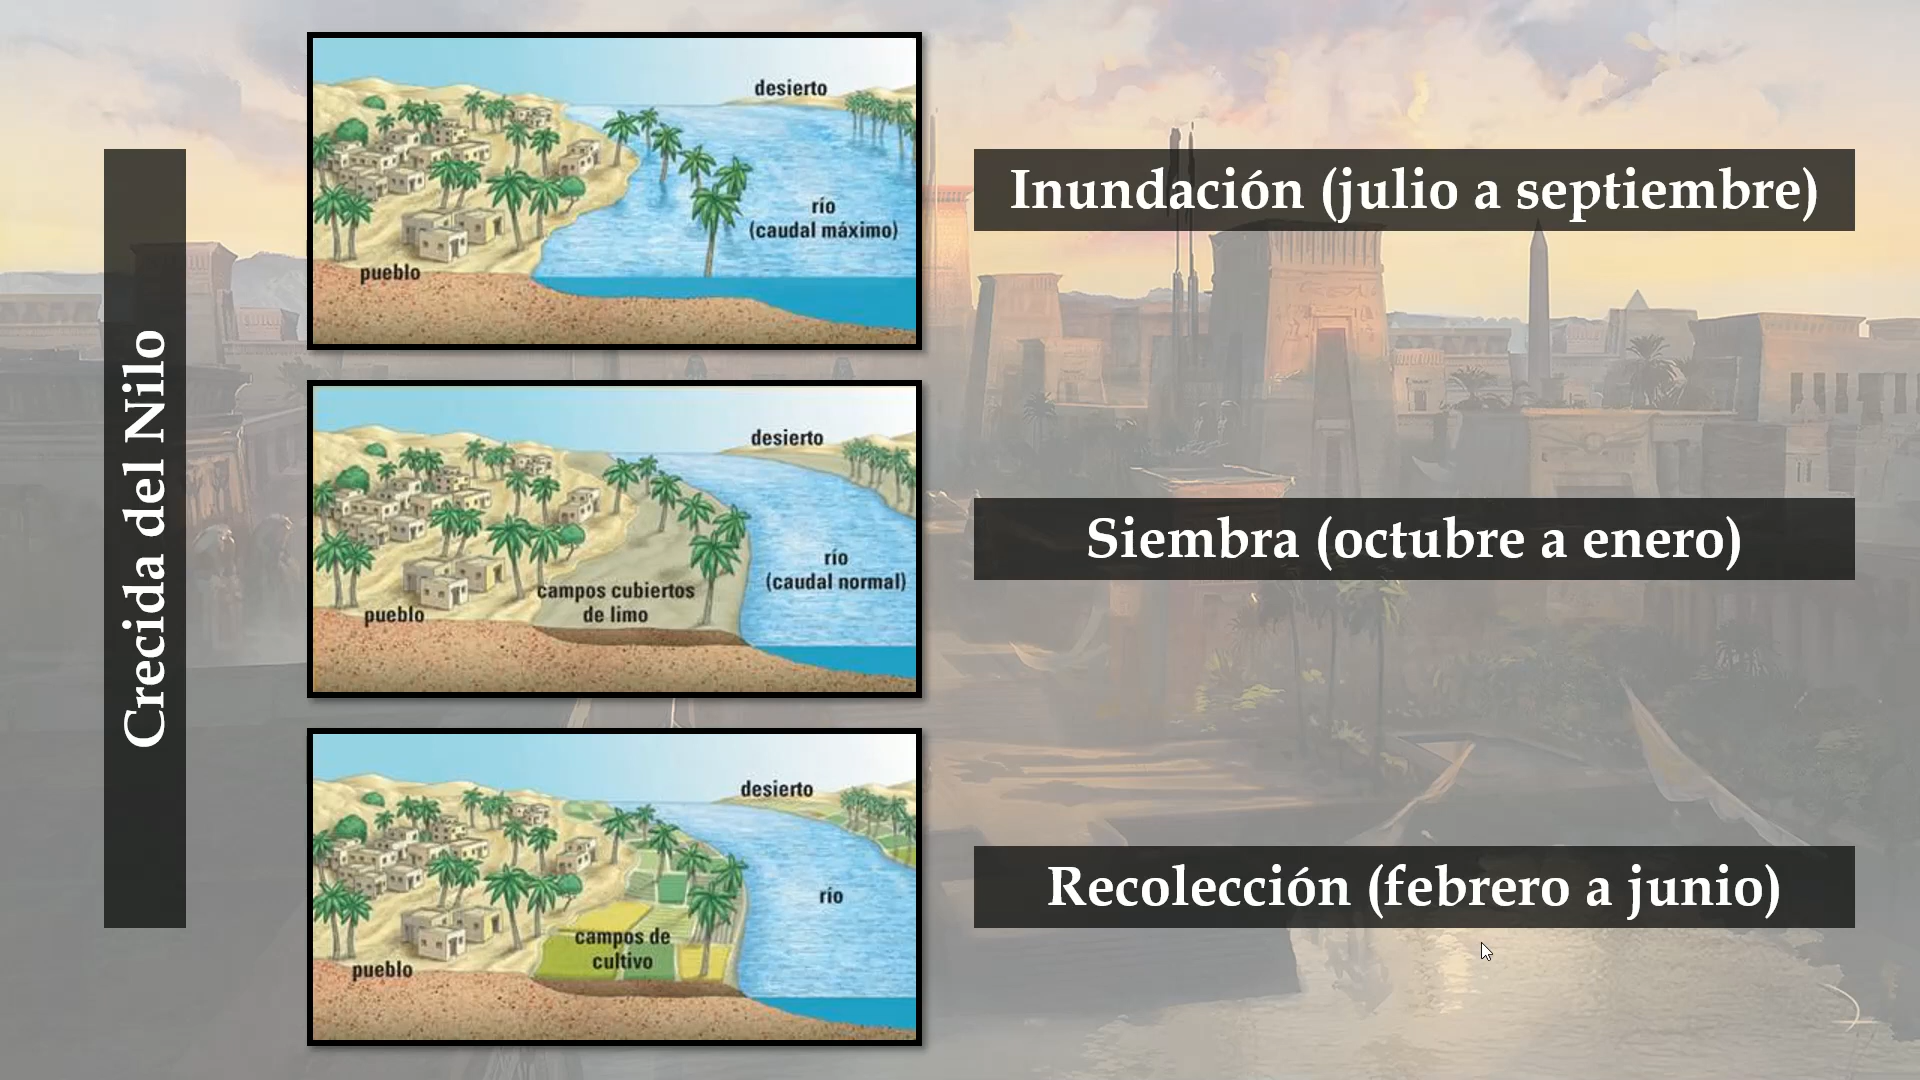 Crecida del Nilo
desierto
río
(caudal máximo)
pueblo
Inundación (julio a septiembre)
desierto
río
(caudal normal)
campos cubiertos
de limo
pueblo
Siembra (octubre a enero)
desierto
río
campos de
cultivo
pueblo
Recolección (febrero a junio)